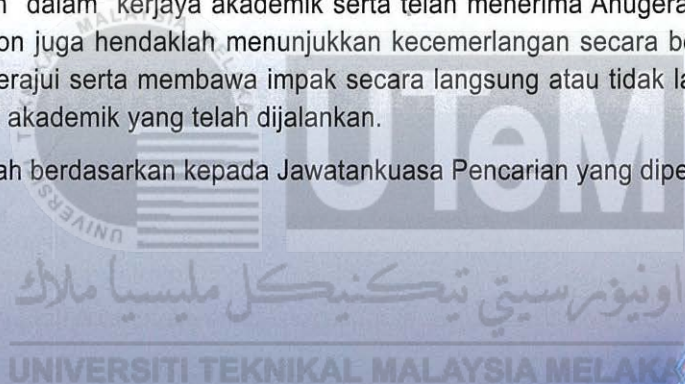 dalam kerjaya akademik serta telah menerima Anugera
on juga hendaklah menunjukkan kecemerlangan secara be
erajui serta membawa impak secara langsung atau tidak la
akademik yang telah dijalankan.
ah berdasarkan kepada Jawatankuasa Pencarian yang dipe
UTeM
اونيۏرسيتي تيكنيكل مليسيا ملاك
UNIVERSITI TEKNIKAL MALAYSIA MELAKA